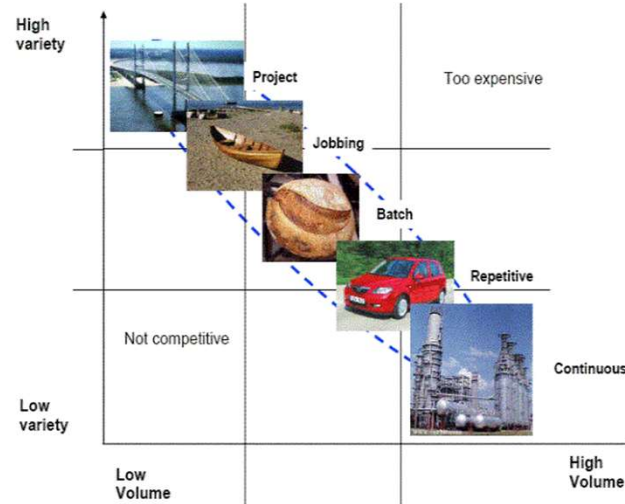 High
variety
Project
Too expensive
Jobbing
Batch
Repetitive
Not competitive
Continuous
Low
variety
Low
Volume
High
Volume